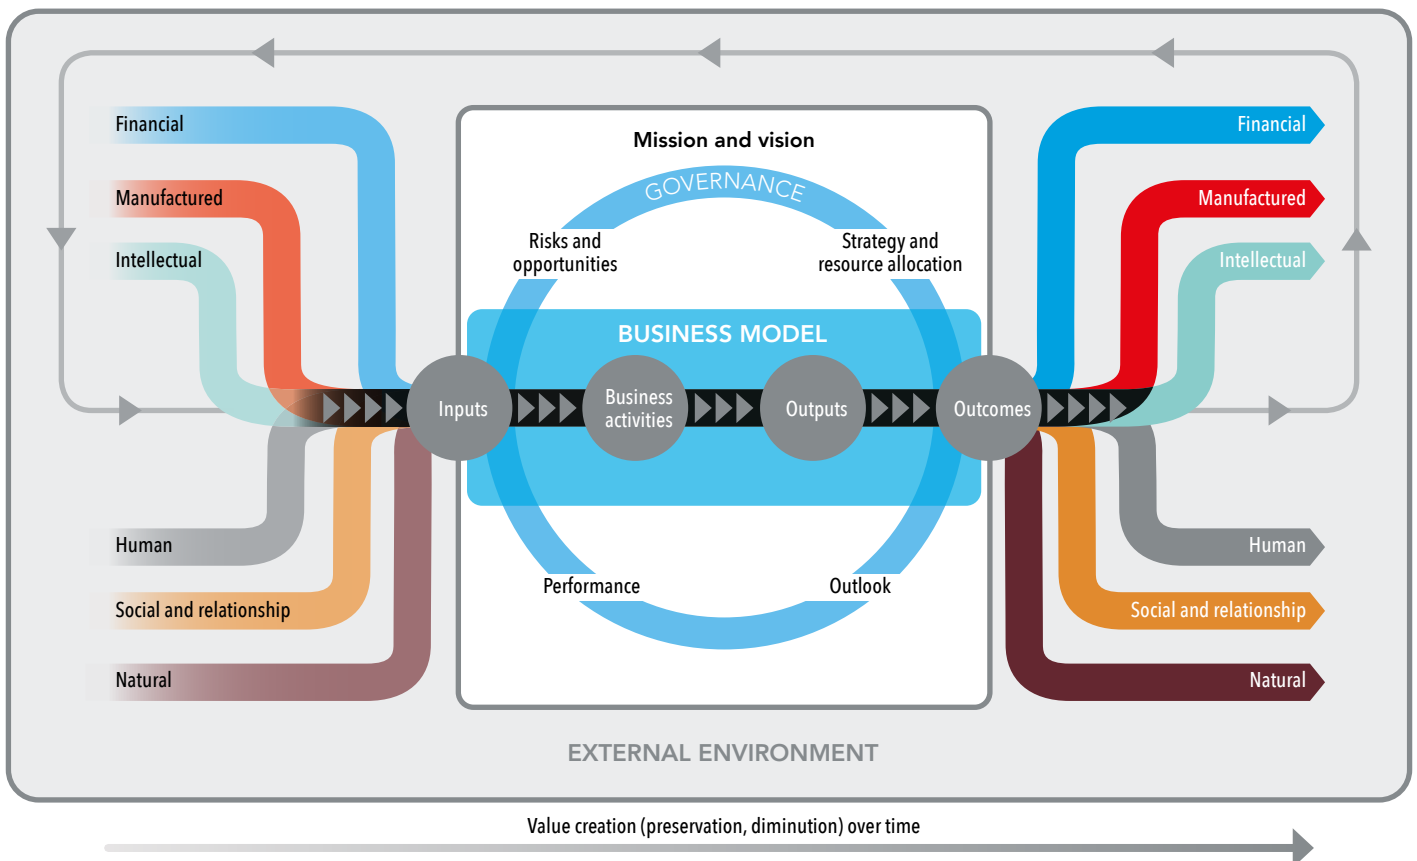 Financial
Manufactured
Intellectual
Human
Social and relationship
Natural
Mission and vision
GOVERNANCE
Risks and
opportunities
Strategy and
resource allocation
BUSINESS MODEL
Inputs
Business
activities
Outputs
Outcomes
Performance
Outlook
Financial
Manufactured
Intellectual
Human
Social and relationship
Natural
EXTERNAL ENVIRONMENT
Value creation (preservation, diminution) over time